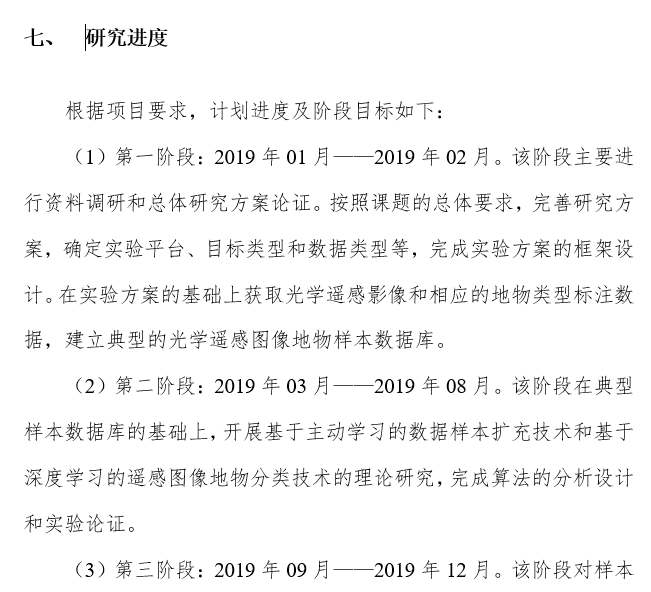 七、 研究进度
根据项目要求，计划进度及阶段目标如下：
（1）第一阶段：2019 年 01 月——2019 年 02 月。该阶段主要进
行资料调研和总体研究方案论证。按照课题的总体要求，完善研究方
案，确定实验平台、目标类型和数据类型等，完成实验方案的框架设
计。在实验方案的基础上获取光学遥感影像和相应的地物类型标注数
据，建立典型的光学遥感图像地物样本数据库。
（2）第二阶段：2019 年 03 月——2019 年 08 月。该阶段在典型
样本数据库的基础上，开展基于主动学习的数据样本扩充技术和基于
深度学习的遥感图像地物分类技术的理论研究，完成算法的分析设计
和实验论证。
（3）第三阶段：2019 年 09 月——2019 年 12 月。该阶段对样本